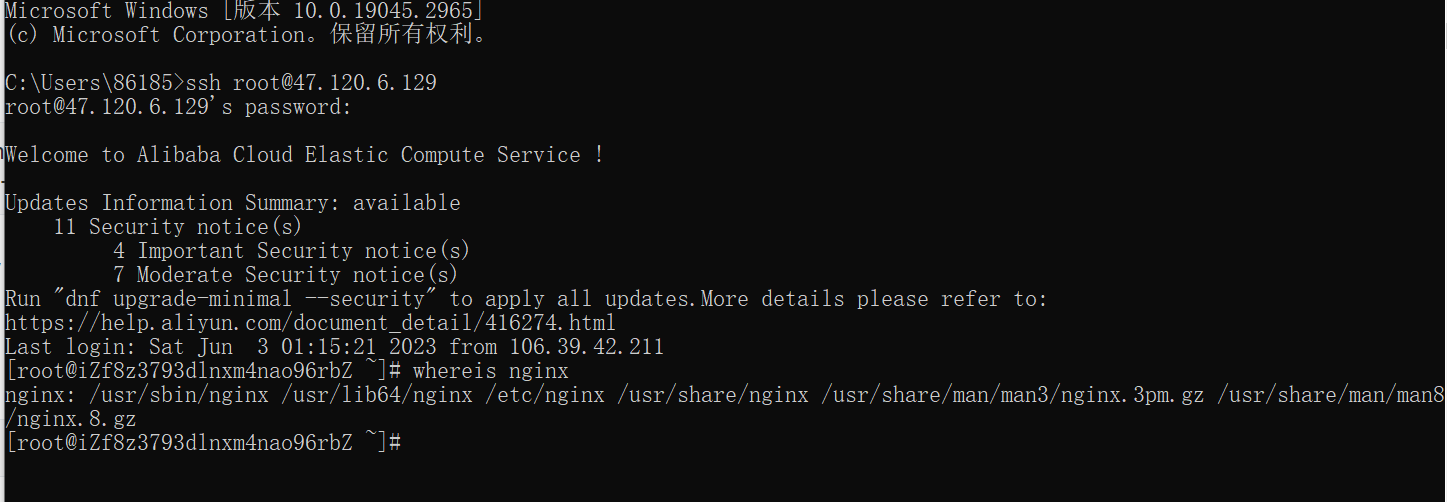 Microsoft Windows [版本 10.0.19045.2965]
(c) Microsoft Corporation。保留所有权利。
C:\Users\86185>ssh root@47.120.6.129
root@47.120.6.129's password:
Welcome to Alibaba Cloud Elastic Compute Service !
Updates Information Summary: available
    11 Security notice(s)
         4 Important Security notice(s)
         7 Moderate Security notice(s)
Run "dnf upgrade-minimal --security" to apply all updates.More details please refer to:
https://help.aliyun.com/document_detail/416274.html
Last login: Sat Jun  3 01:15:21 2023 from 106.39.42.211
[root@iZf8z3793dlnxm4nao96rbZ ~]# whereis nginx
nginx: /usr/sbin/nginx /usr/lib64/nginx /etc/nginx /usr/share/nginx /usr/share/man/man3/nginx.3pm.gz /usr/share/man/man8
/nginx.8.gz
[root@iZf8z3793dlnxm4nao96rbZ ~]#